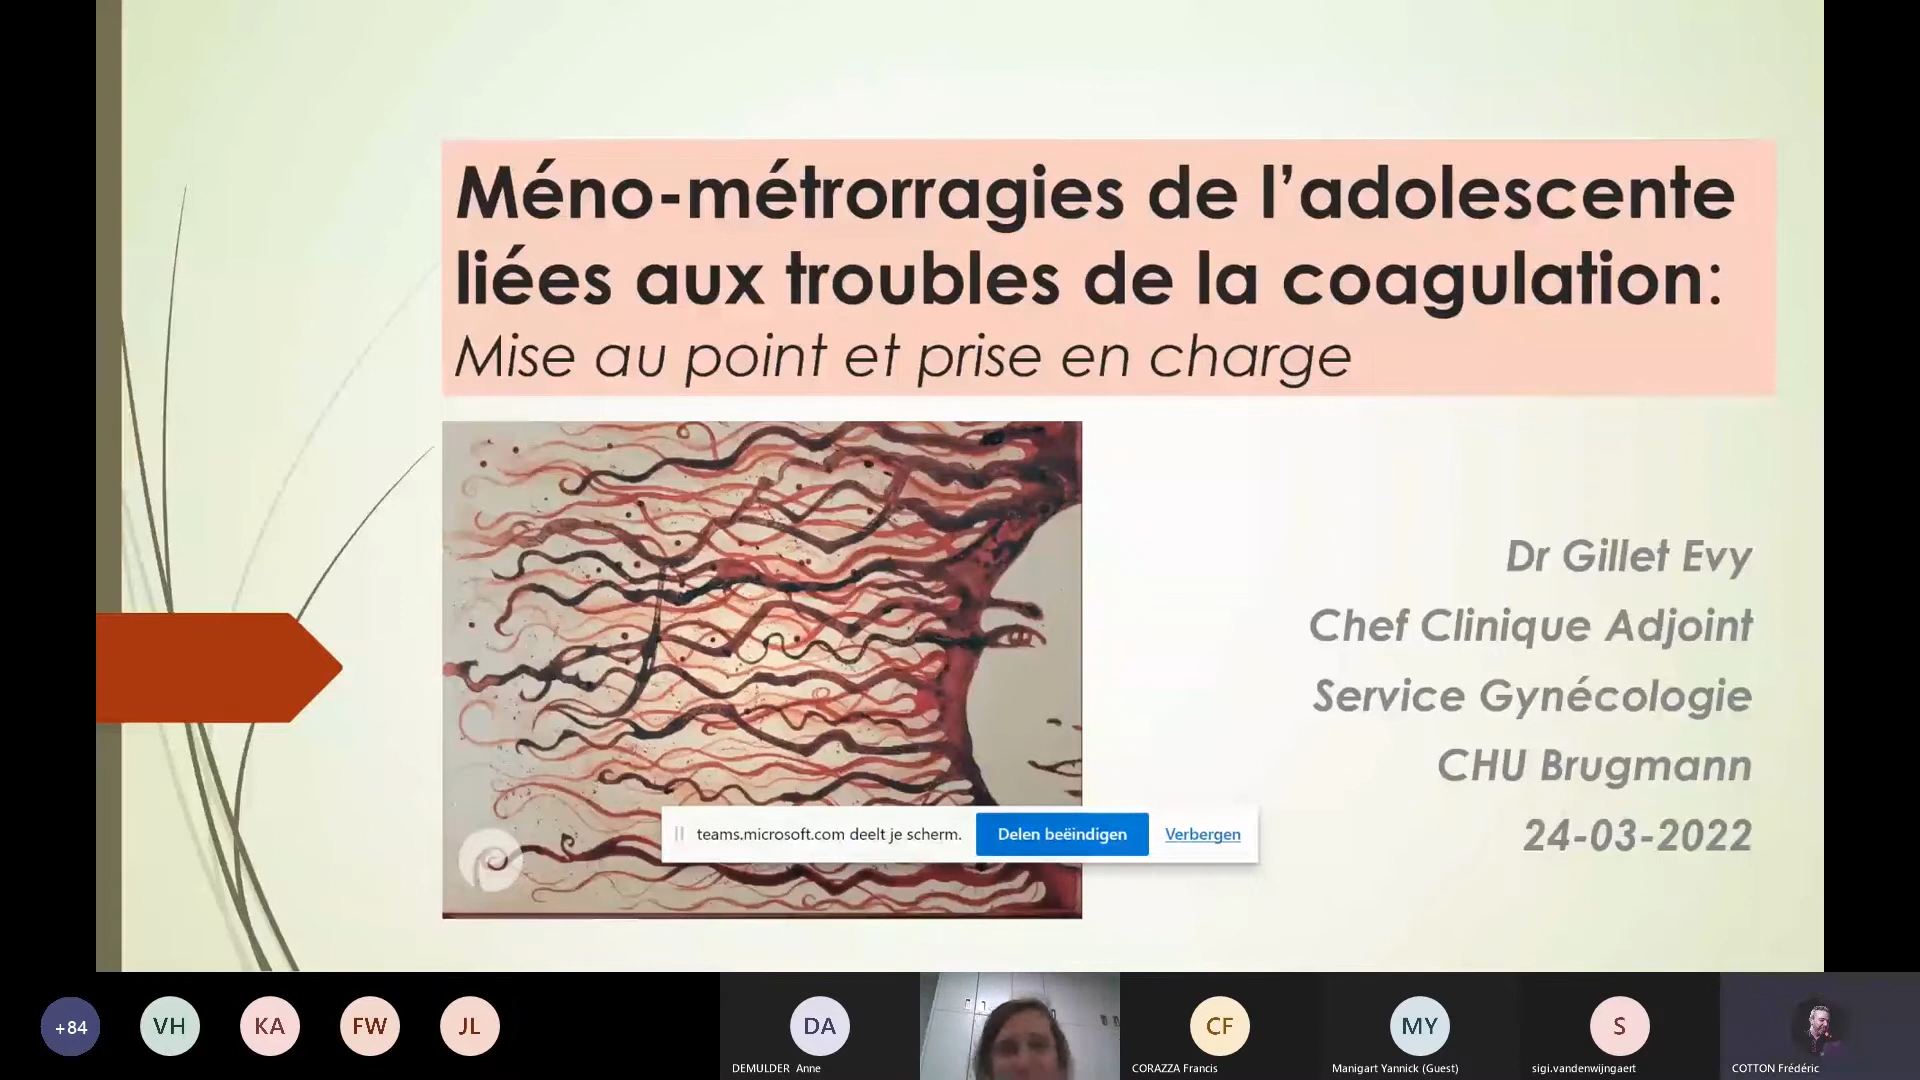 Méno-métrorragies de l’adolescente
liées aux troubles de la coagulation:
Mise au point et prise en charge
Dr Gillet Evy
Chef Clinique Adjoint
Service Gynécologie
CHU Brugmann
24-03-2022
teams.microsoft.com deelt je scherm.
Delen beëindigen
Verbergen
+84
VH
KA
FW
JL
DA
CF
MY
S
DEMULDER Anne
CORAZZA Francis
Manigart Yannick (Guest)
sigi.vandenwijngaert
COTTON Frédéric